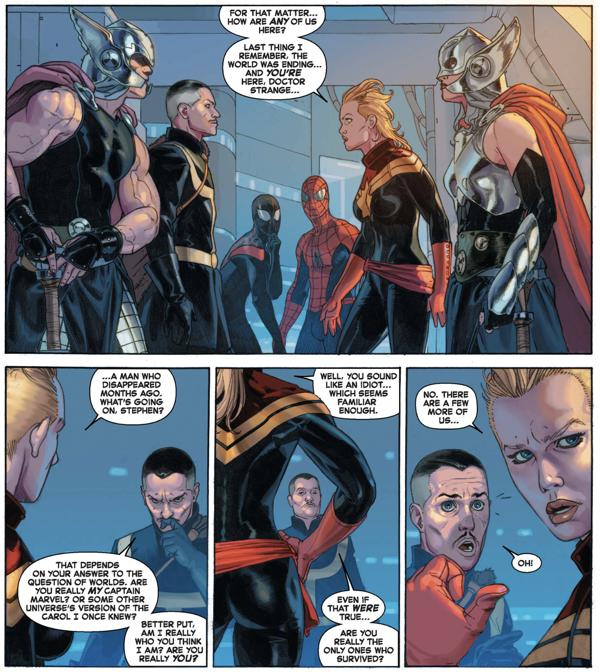 FOR THAT MATTER...
HOW ARE ANY OF US
HERE?
LAST THING I
REMEMBER, THE
WORLD WAS ENDING...
AND YOU'RE
HERE, DOCTOR
STRANGE...
...A MAN WHO
DISAPPEARED
MONTHS AGO.
WHAT'S GOING
ON, STEPHEN?
THAT DEPENDS
ON YOUR ANSWER TO THE
QUESTION OF WORLDS. ARE
YOU REALLY MY CAPTAIN
MARVEL? OR SOME OTHER
UNIVERSE'S VERSION OF THE
CAROL I ONCE KNEW?
BETTER PUT,
AM I REALLY
WHO YOU THINK
I AM? ARE YOU
REALLY YOU?
WELL, YOU SOUND
LIKE AN IDIOT...
WHICH SEEMS
FAMILIAR
ENOUGH.
EVEN IF
THAT WERE
TRUE...
ARE YOU
REALLY THE
ONLY ONES WHO
SURVIVED?
NO. THERE
ARE A FEW
MORE OF
US...
OH!